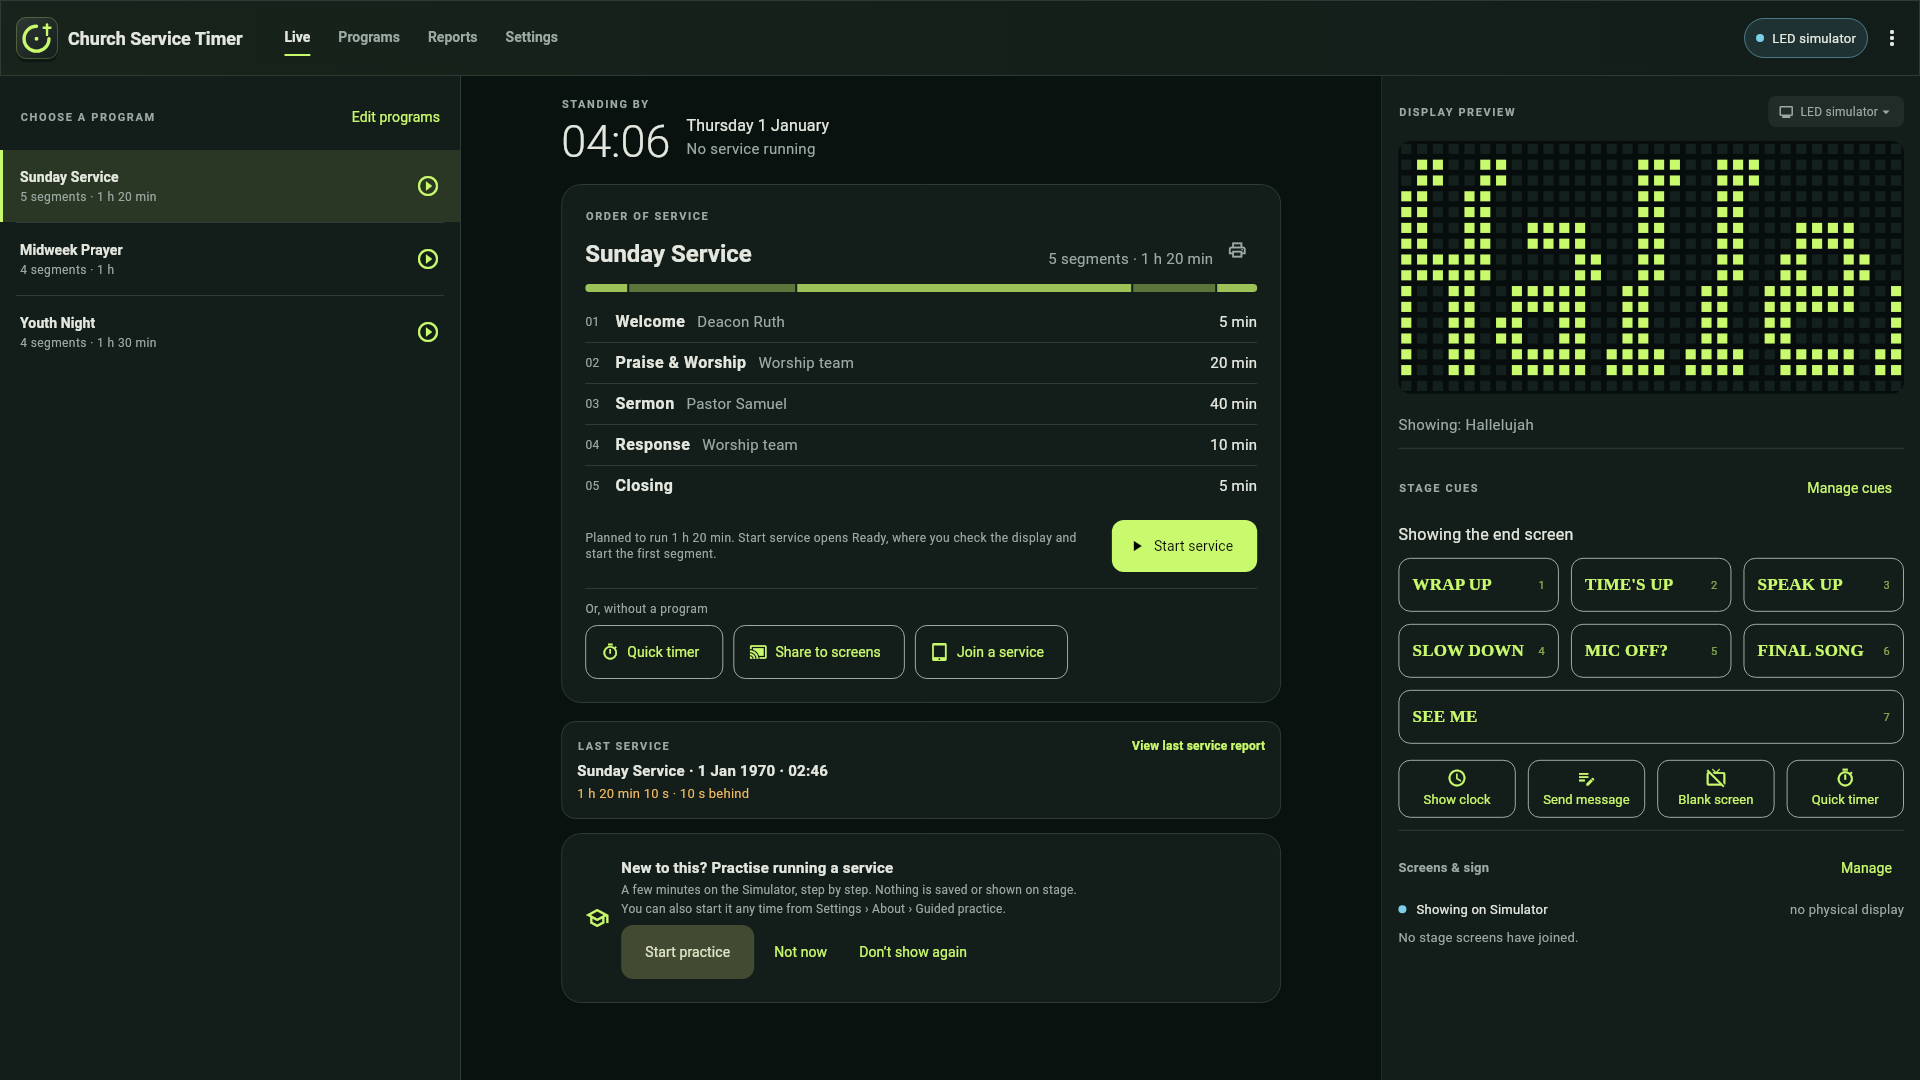 Church Service Timer
Live
Programs
Reports
Settings
LED simulator
CHOOSE A PROGRAM
Edit programs
Sunday Service
5 segments · 1 h 20 min
Midweek Prayer
4 segments · 1 h
Youth Night
4 segments · 1 h 30 min
STANDING BY
04:06
Thursday 1 January
No service running
ORDER OF SERVICE
Sunday Service
5 segments · 1 h 20 min
01 Welcome Deacon Ruth 5 min
02 Praise & Worship Worship team 20 min
03 Sermon Pastor Samuel 40 min
04 Response Worship team 10 min
05 Closing 5 min
Planned to run 1 h 20 min. Start service opens Ready, where you check the display and
start the first segment.
Start service
Or, without a program
Quick timer
Share to screens
Join a service
LAST SERVICE
View last service report
Sunday Service · 1 Jan 1970 · 02:46
1 h 20 min 10 s · 10 s behind
New to this? Practise running a service
A few minutes on the Simulator, step by step. Nothing is saved or shown on stage.
You can also start it any time from Settings › About › Guided practice.
Start practice
Not now
Don't show again
DISPLAY PREVIEW
LED simulator
Halle
Showing: Hallelujah
STAGE CUES
Manage cues
Showing the end screen
WRAP UP 1
TIME'S UP 2
SPEAK UP 3
SLOW DOWN 4
MIC OFF? 5
FINAL SONG 6
SEE ME 7
Show clock
Send message
Blank screen
Quick timer
Screens & sign
Manage
Showing on Simulator
no physical display
No stage screens have joined.